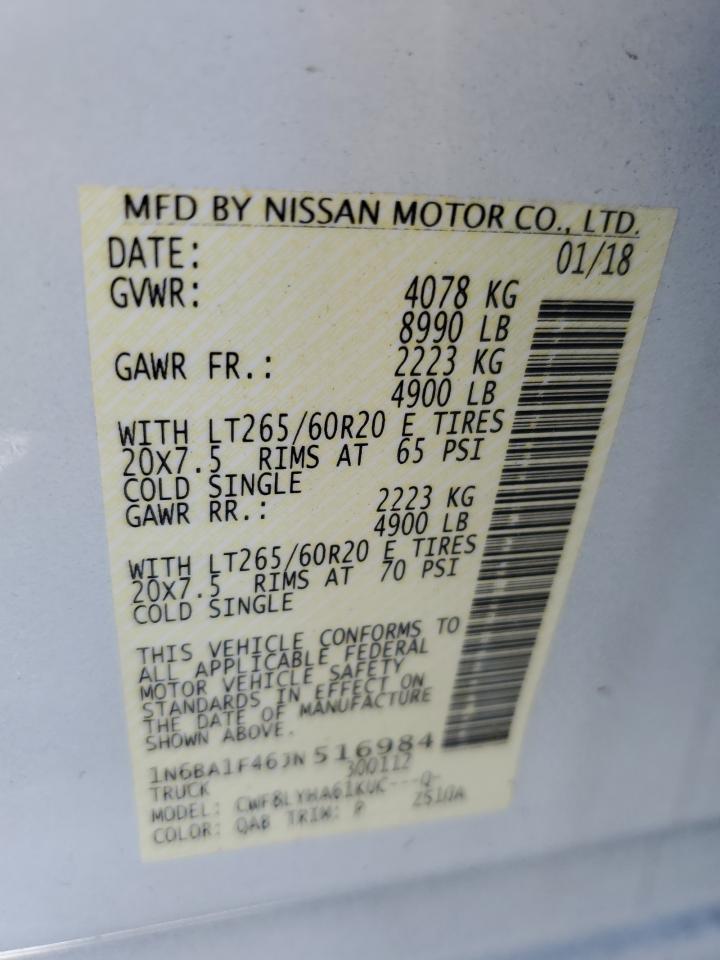 MFD BY NISSAN MOTOR CO., LTD.
DATE: 01/18
GVWR: 4078 KG
8990 LB
GAWR FR.: 2223 KG
4900 LB
WITH LT265/60R20 E TIRES
20X7.5 RIMS AT 65 PSI
COLD SINGLE
GAWR RR.: 2223 KG
4900 LB
WITH LT265/60R20 E TIRES
20X7.5 RIMS AT 70 PSI
COLD SINGLE
THIS VEHICLE CONFORMS TO
ALL APPLICABLE FEDERAL
MOTOR VEHICLE SAFETY
STANDARDS IN EFFECT ON
THE DATE OF MANUFACTURE
SHOWN ABOVE.
1N6BA1F46JN516984
TRUCK 300112
MODEL: -Q-
COLOR: QAB TRIM: P